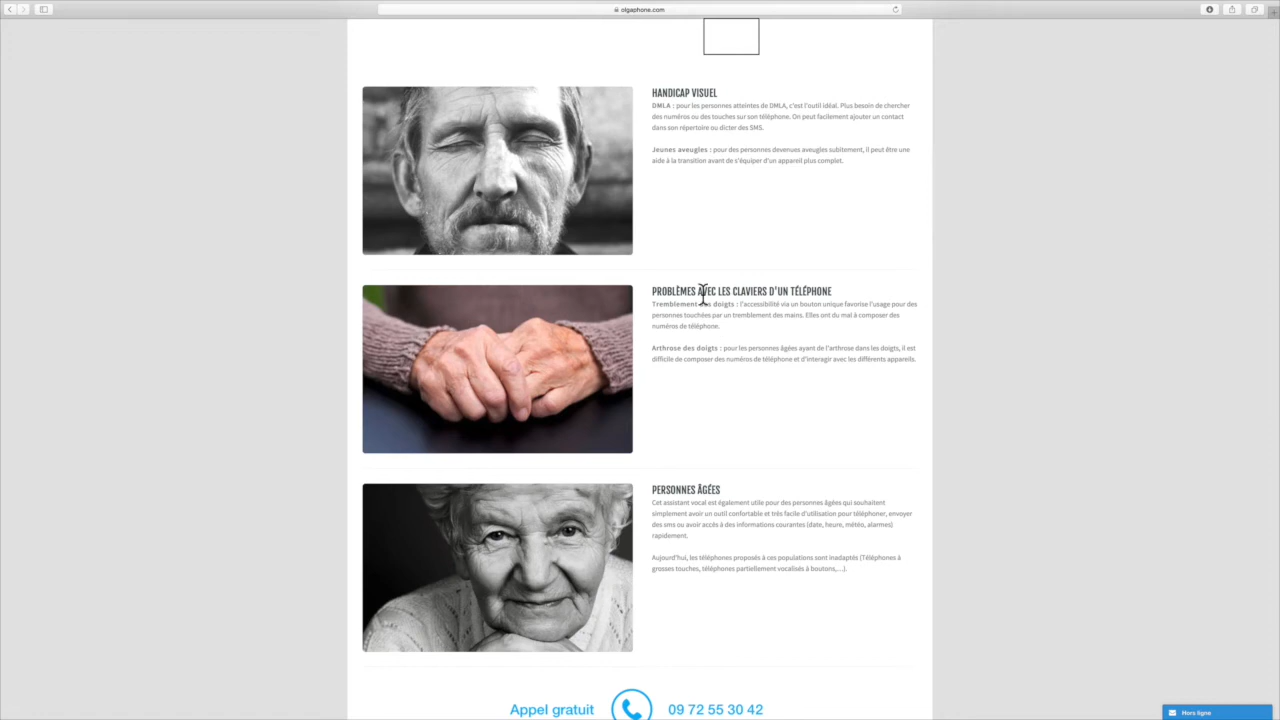 olgaphone.com
HANDICAP VISUEL
DMLA : pour les personnes atteintes de DMLA, c'est l'outil idéal. Plus besoin de chercher
des numéros ou des touches sur son téléphone. On peut facilement ajouter un contact
dans son répertoire ou dicter des SMS.
Jeunes aveugles : pour des personnes devenues aveugles subitement, il peut être une
aide à la transition avant de s'équiper d'un appareil plus complet.
PROBLÈMES AVEC LES CLAVIERS D'UN TÉLÉPHONE
Tremblement des doigts : l'accessibilité via un bouton unique favorise l'usage pour des
personnes touchées par un tremblement des mains. Elles ont du mal à composer des
numéros de téléphone.
Arthrose des doigts : pour les personnes âgées ayant de l'arthrose dans les doigts, il est
difficile de composer des numéros de téléphone et d'interagir avec les différents appareils.
PERSONNES ÂGÉES
Cet assistant vocal est également utile pour des personnes âgées qui souhaitent
simplement avoir un outil confortable et très facile d'utilisation pour téléphoner, envoyer
des sms ou avoir accès à des informations courantes (date, heure, météo, alarmes)
rapidement.
Aujourd'hui, les téléphones proposés à ces populations sont inadaptés (Téléphones à
grosses touches, téléphones partiellement vocalisés à boutons,...).
Appel gratuit 09 72 55 30 42
Hors ligne